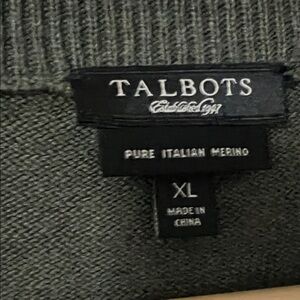 TALBOTS
Established 1947
PURE ITALIAN MERINO
XL
MADE IN
CHINA